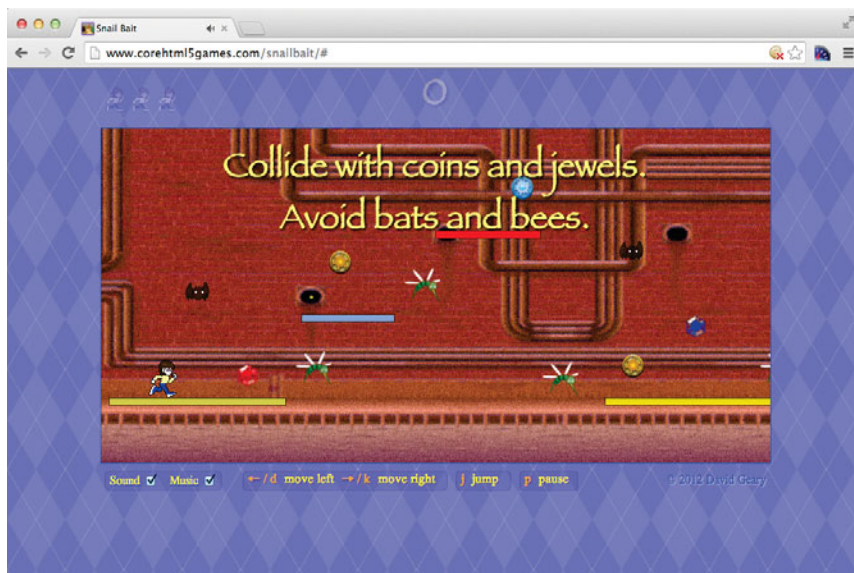 Snail Bait
www.corehtml5games.com/snailbait/#
0
Collide with coins and jewels.
Avoid bats and bees.
Sound Music ←/d move left →/k move right j jump p pause © 2012 David Geary